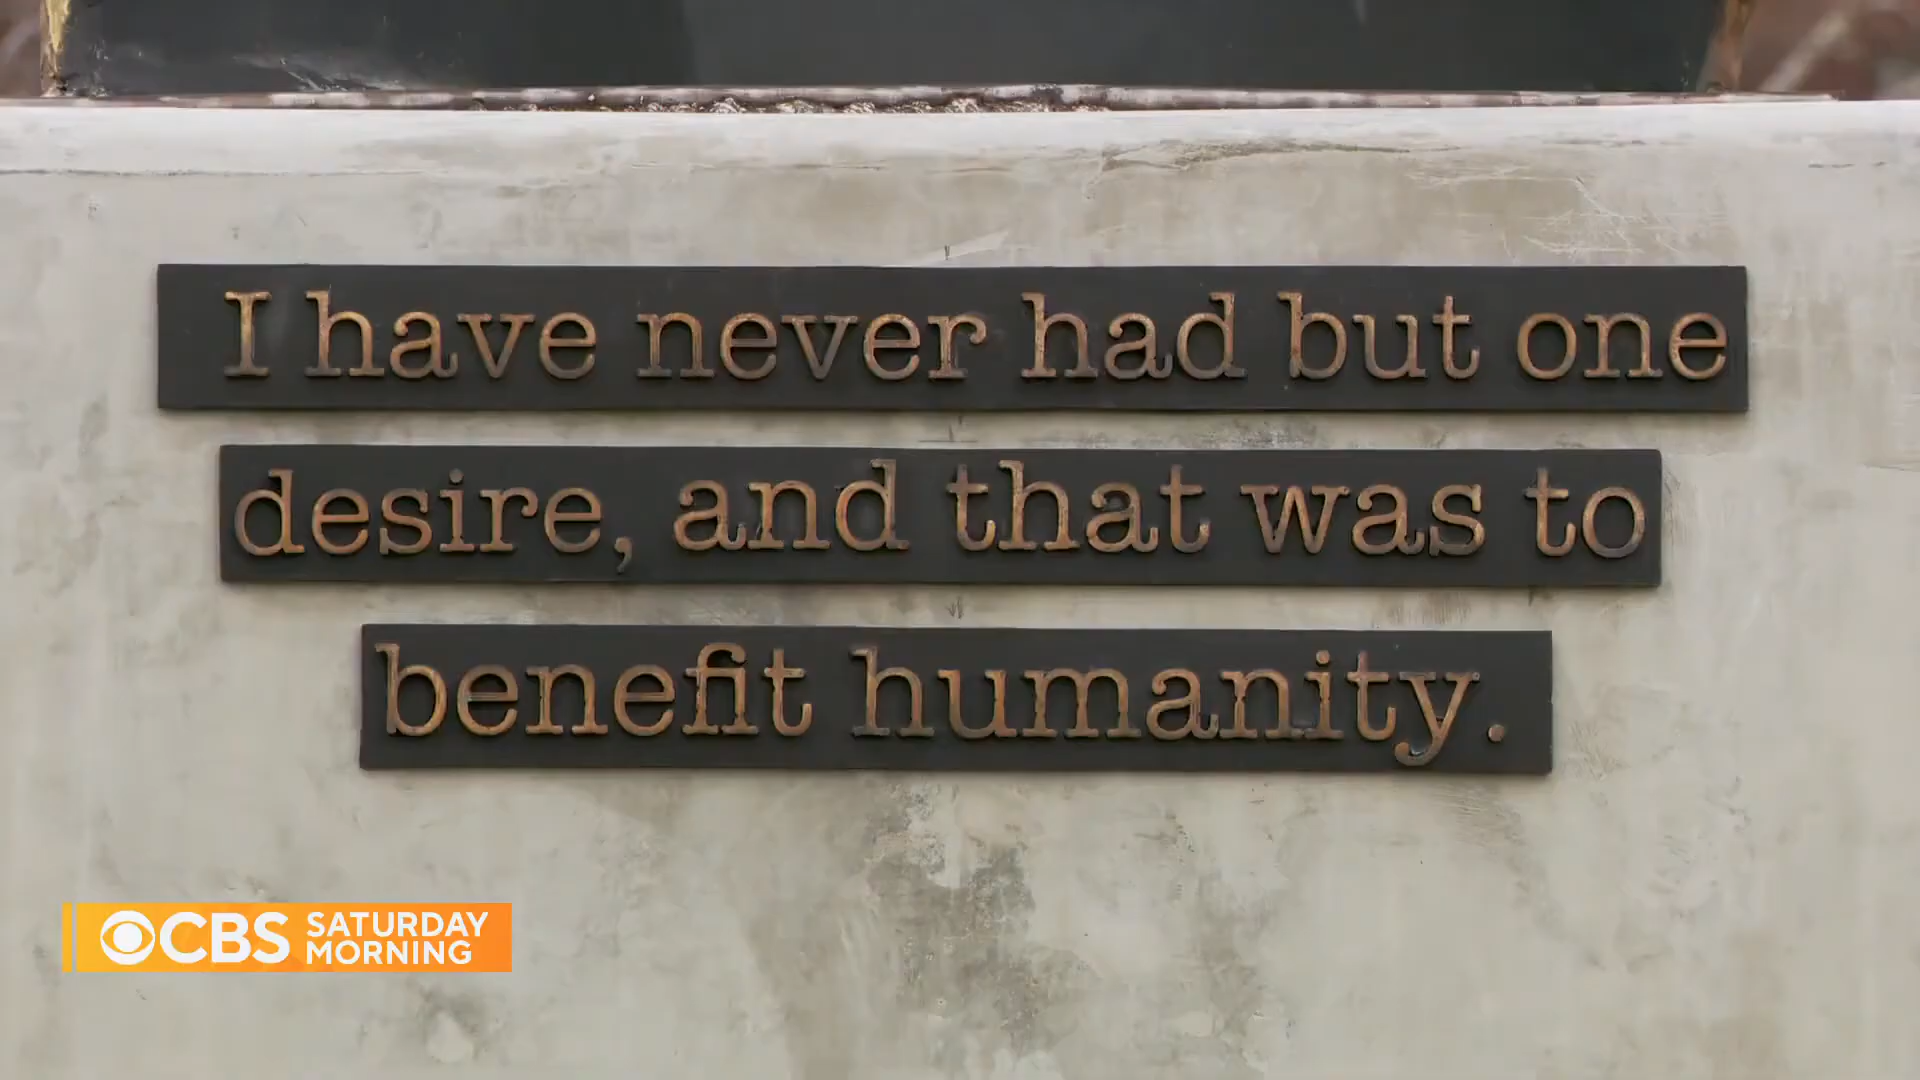 I have never had but one
desire, and that was to
benefit humanity.
CBS SATURDAY
MORNING